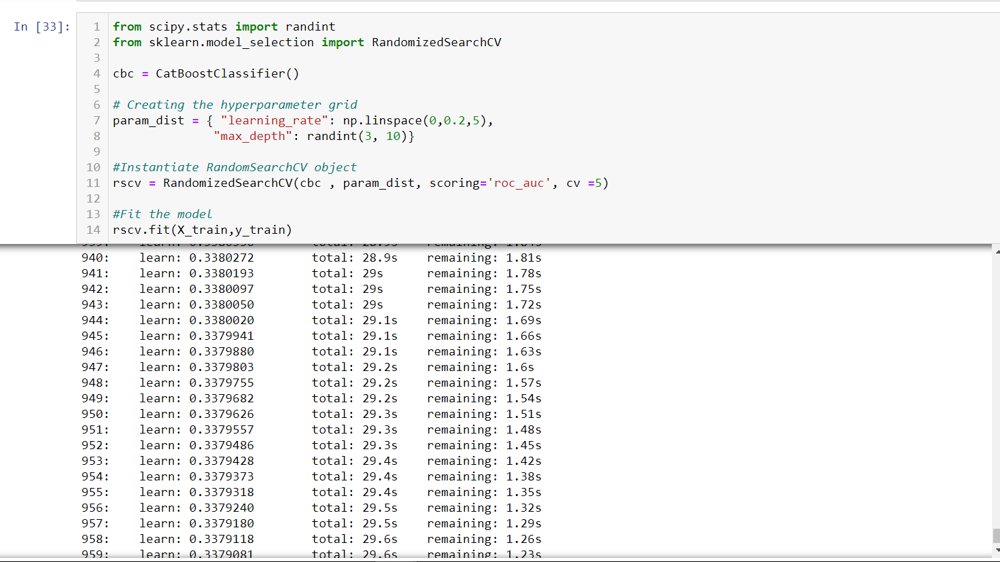 In [33]:
1 from scipy.stats import randint
2 from sklearn.model_selection import RandomizedSearchCV
3
4 cbc = CatBoostClassifier()
5
6 # Creating the hyperparameter grid
7 param_dist = { "learning_rate": np.linspace(0,0.2,5),
8 "max_depth": randint(3, 10)}
9
10 #Instantiate RandomSearchCV object
11 rscv = RandomizedSearchCV(cbc , param_dist, scoring='roc_auc', cv =5)
12
13 #Fit the model
14 rscv.fit(X_train,y_train)
940: learn: 0.3380272 total: 28.9s remaining: 1.81s
941: learn: 0.3380193 total: 29s remaining: 1.78s
942: learn: 0.3380097 total: 29s remaining: 1.75s
943: learn: 0.3380050 total: 29s remaining: 1.72s
944: learn: 0.3380020 total: 29.1s remaining: 1.69s
945: learn: 0.3379941 total: 29.1s remaining: 1.66s
946: learn: 0.3379880 total: 29.1s remaining: 1.63s
947: learn: 0.3379803 total: 29.2s remaining: 1.6s
948: learn: 0.3379755 total: 29.2s remaining: 1.57s
949: learn: 0.3379682 total: 29.2s remaining: 1.54s
950: learn: 0.3379626 total: 29.3s remaining: 1.51s
951: learn: 0.3379557 total: 29.3s remaining: 1.48s
952: learn: 0.3379486 total: 29.3s remaining: 1.45s
953: learn: 0.3379428 total: 29.4s remaining: 1.42s
954: learn: 0.3379373 total: 29.4s remaining: 1.38s
955: learn: 0.3379318 total: 29.4s remaining: 1.35s
956: learn: 0.3379240 total: 29.5s remaining: 1.32s
957: learn: 0.3379180 total: 29.5s remaining: 1.29s
958: learn: 0.3379118 total: 29.6s remaining: 1.26s
959: learn: 0.3379081 total: 29.6s remaining: 1.23s